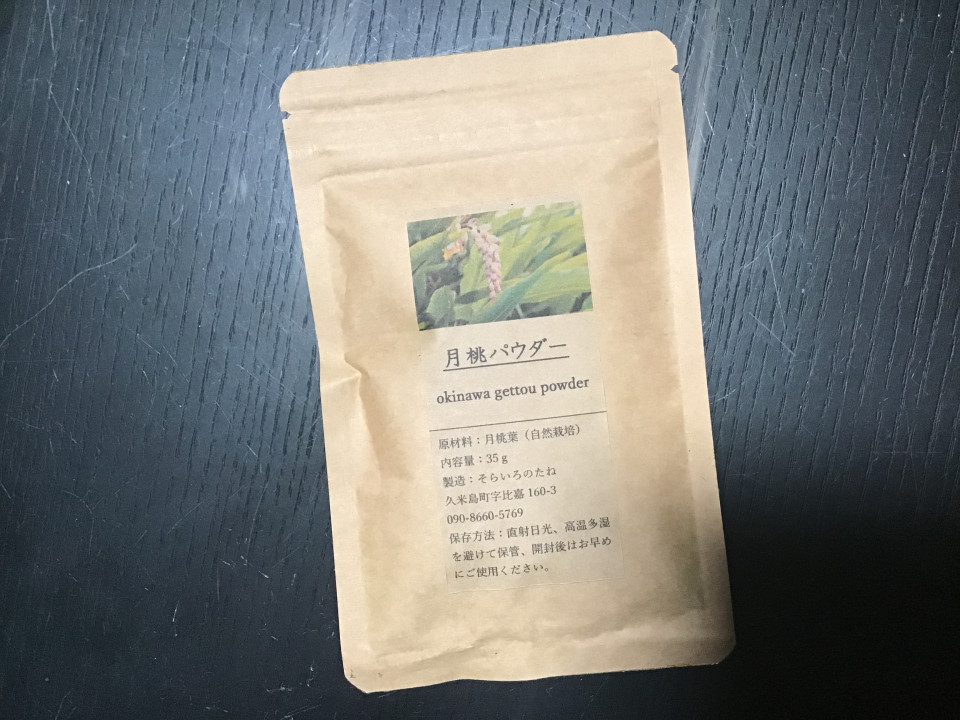 月桃パウダー
okinawa gettou powder
原材料：月桃葉（自然栽培）
内容量：35 g
製造：そらいろのたね
久米島町字比嘉 160-3
090-8660-5769
保存方法：直射日光、高温多湿
を避けて保管、開封後はお早め
にご使用ください。